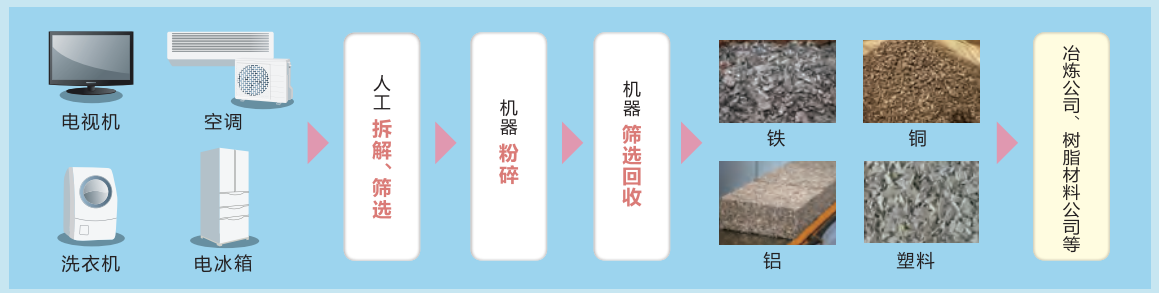 电视机
空调
洗衣机
电冰箱
人工拆解、筛选
机器粉碎
机器筛选回收
铁
铜
铝
塑料
冶炼公司、树脂材料公司等